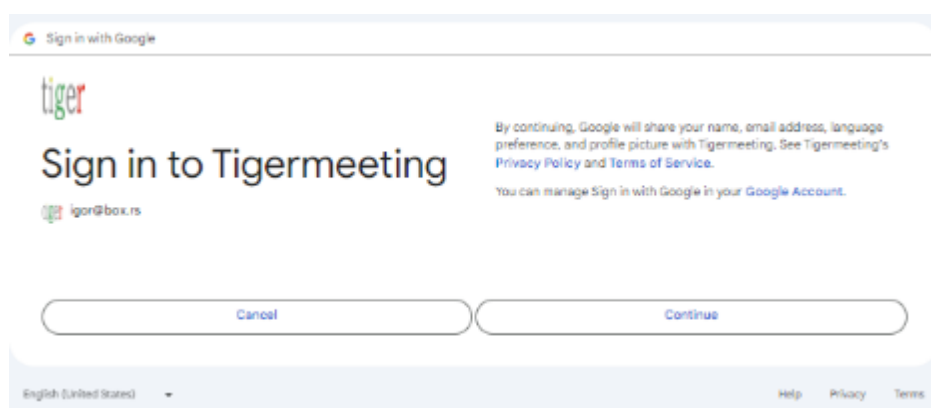 Sign in with Google
tiger
Sign in to Tigermeeting
tiger igor@box.rs
By continuing, Google will share your name, email address, language
preference, and profile picture with Tigermeeting. See Tigermeeting's
Privacy Policy and Terms of Service.
You can manage Sign in with Google in your Google Account.
Cancel
Continue
English (United States)
Help Privacy Terms